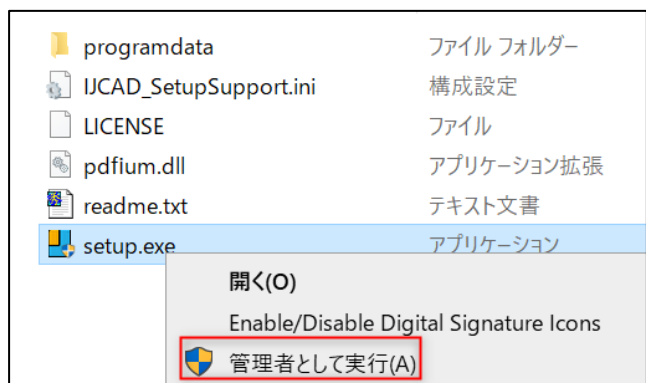 programdata ファイル フォルダー
IJCAD_SetupSupport.ini 構成設定
LICENSE ファイル
pdfium.dll アプリケーション拡張
readme.txt テキスト文書
setup.exe アプリケーション
開く(O)
Enable/Disable Digital Signature Icons
管理者として実行(A)